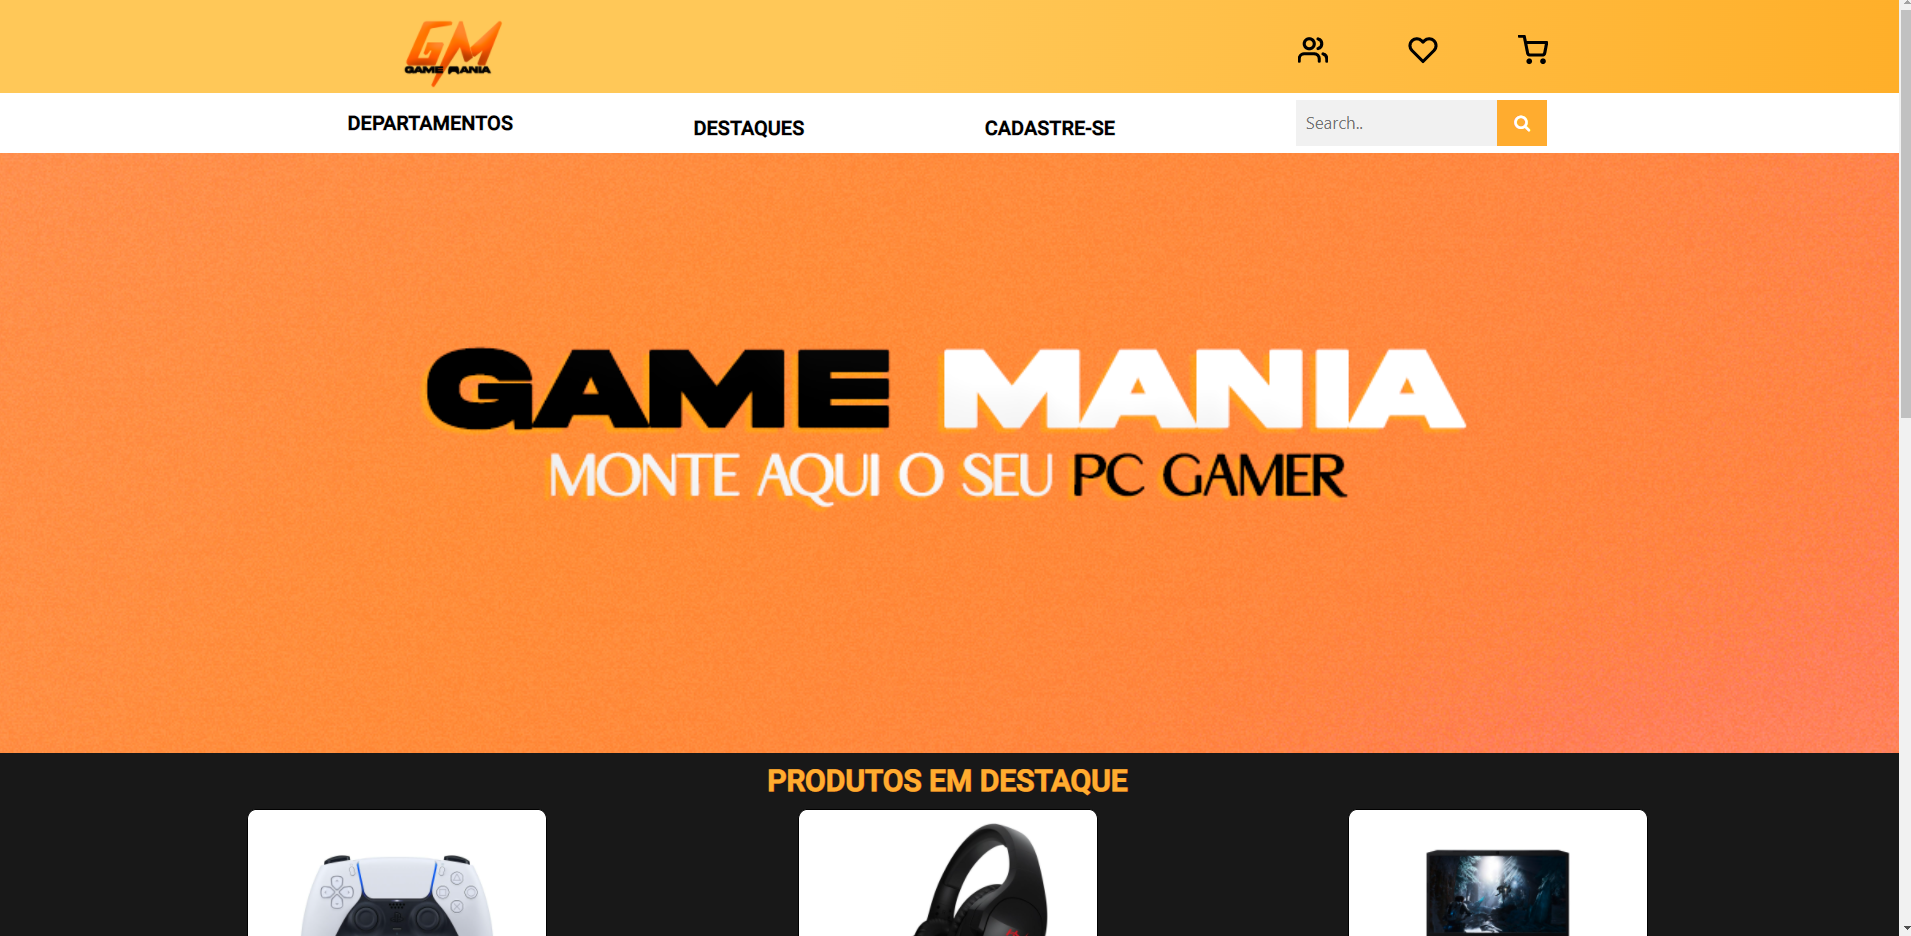 GM
GAME MANIA
DEPARTAMENTOS
DESTAQUES
CADASTRE-SE
Search..
GAME MANIA
MONTE AQUI O SEU PC GAMER
PRODUTOS EM DESTAQUE